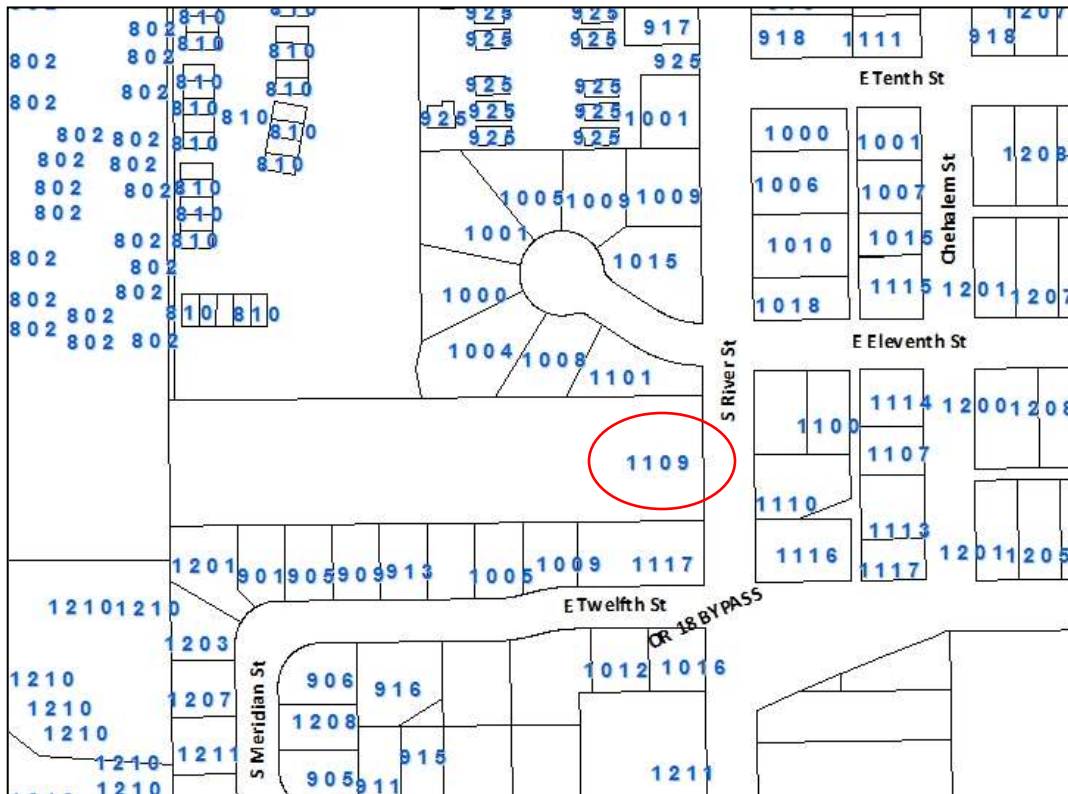 810 810 925 925 917 1207
802 918 1111 918
810 810 925 925
802 802 925
E Tenth St
810 810 925 925
802 802
810 810 810 925 925 925 1001
802 802 810 810 925 925 1000 1001
802 802 810 1208
802 802 810 1005 1009 1009 1006 1007
802 810
Chehalem St
802 810 1001 1010 1015
802 802 1015
802 802 1000 1115 1201 1207
802 802 810 810 1018
802 802 802
E Eleventh St
1004 1008 1101
S River St
1114 1200 1208
1100
1107
1109
1110
1113
1201 901 905 909 913 1005 1009 1117 1116 1117 1201 1205
1210 1210
E Twelfth St
OR 18 BYPASS
1203
1210 906 916 1012 1016
1210 1207
S Meridian St
1210 1208
1210 1211 915 1211
1210 905 911